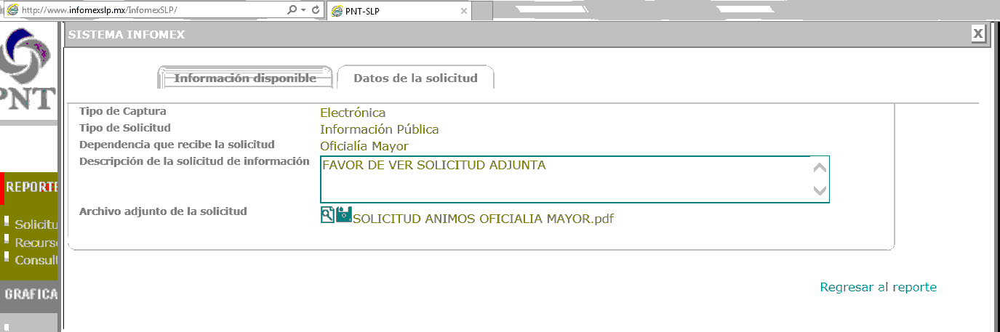 http://www.infomexslp.mx/InfomexSLP/
PNT-SLP
SISTEMA INFOMEX
X
PNT
Información disponible
Datos de la solicitud
Tipo de Captura
Electrónica
Tipo de Solicitud
Información Pública
Dependencia que recibe la solicitud
Oficialía Mayor
Descripción de la solicitud de información
FAVOR DE VER SOLICITUD ADJUNTA
Archivo adjunto de la solicitud
SOLICITUD ANIMOS OFICIALIA MAYOR.pdf
REPORTE
Solicitu
Recurso
Consult
GRAFICA
Regresar al reporte